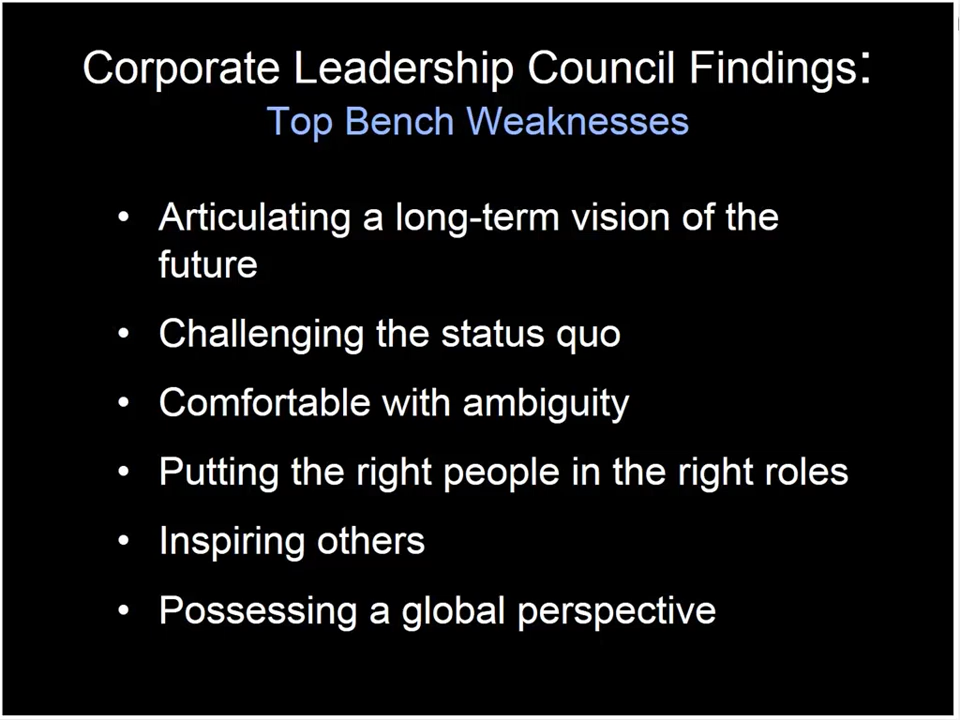 Corporate Leadership Council Findings:
Top Bench Weaknesses
• Articulating a long-term vision of the
future
• Challenging the status quo
• Comfortable with ambiguity
• Putting the right people in the right roles
• Inspiring others
• Possessing a global perspective